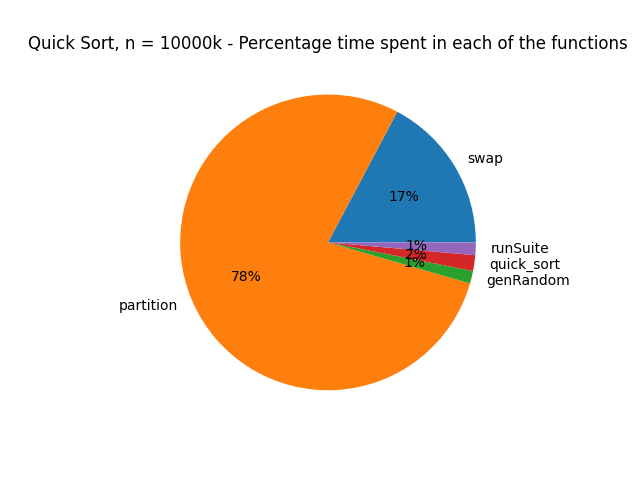 Quick Sort, n = 10000k - Percentage time spent in each of the functions
swap
17%
1%
runSuite
2%
quick_sort
1%
genRandom
78%
partition